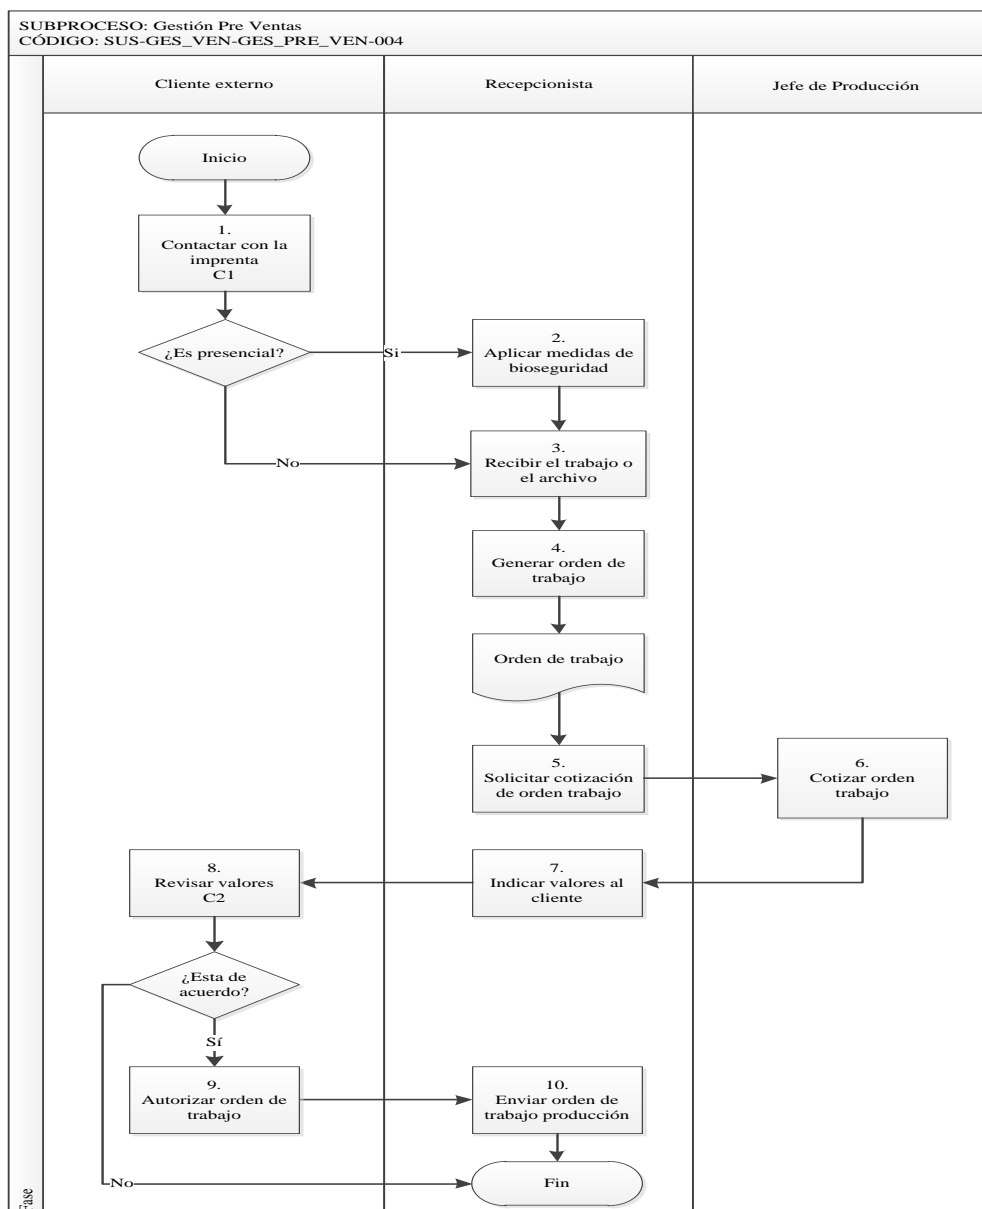 SUBPROCESO: Gestión Pre Ventas
CÓDIGO: SUS-GES_VEN-GES_PRE_VEN-004
Cliente externo
Recepcionista
Jefe de Producción
Inicio
1.
Contactar con la
imprenta
C1
¿Es presencial?
Si
2.
Aplicar medidas de
bioseguridad
No
3.
Recibir el trabajo o
el archivo
4.
Generar orden de
trabajo
Orden de trabajo
5.
Solicitar cotización
de orden trabajo
6.
Cotizar orden
trabajo
7.
Indicar valores al
cliente
8.
Revisar valores
C2
¿Esta de
acuerdo?
Sí
9.
Autorizar orden de
trabajo
10.
Enviar orden de
trabajo producción
No
Fin
Fase